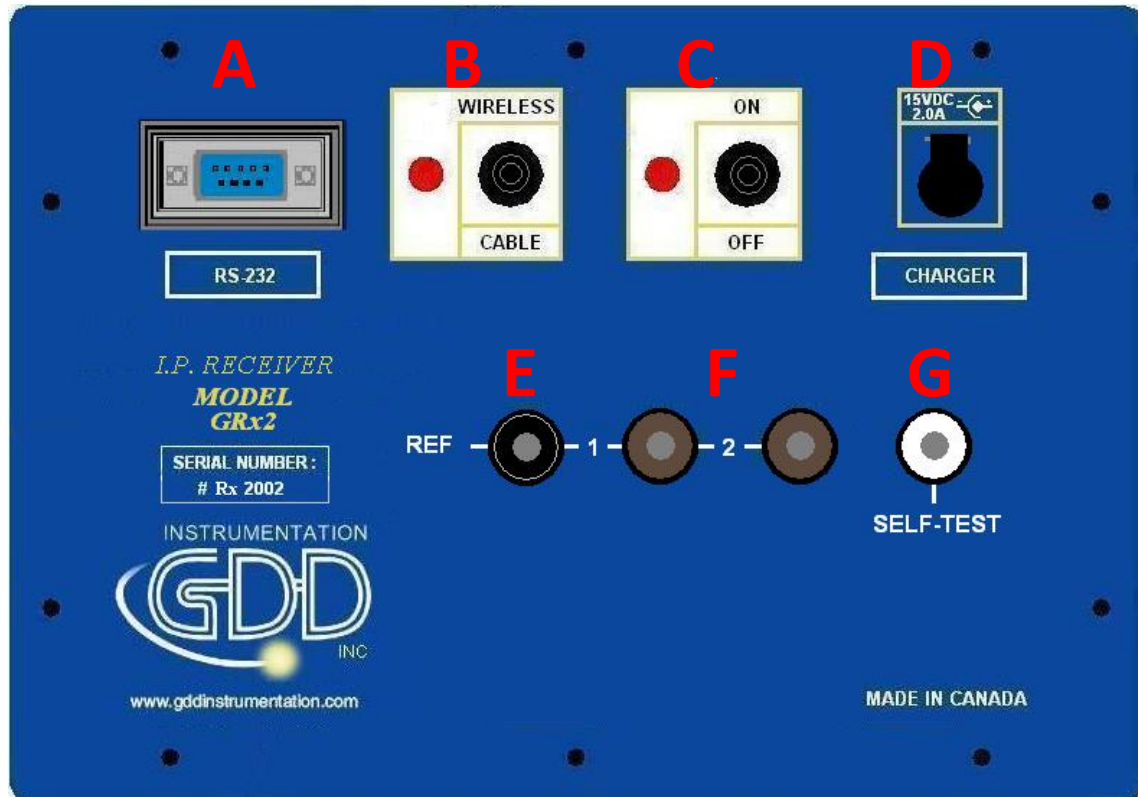 A
B
C
D
WIRELESS
CABLE
ON
OFF
15VDC - +
2.0A
RS-232
CHARGER
I.P. RECEIVER
MODEL
GRx2
SERIAL NUMBER :
# Rx 2002
E
F
G
REF
1
2
SELF-TEST
INSTRUMENTATION
GDD
INC
www.gddinstrumentation.com
MADE IN CANADA